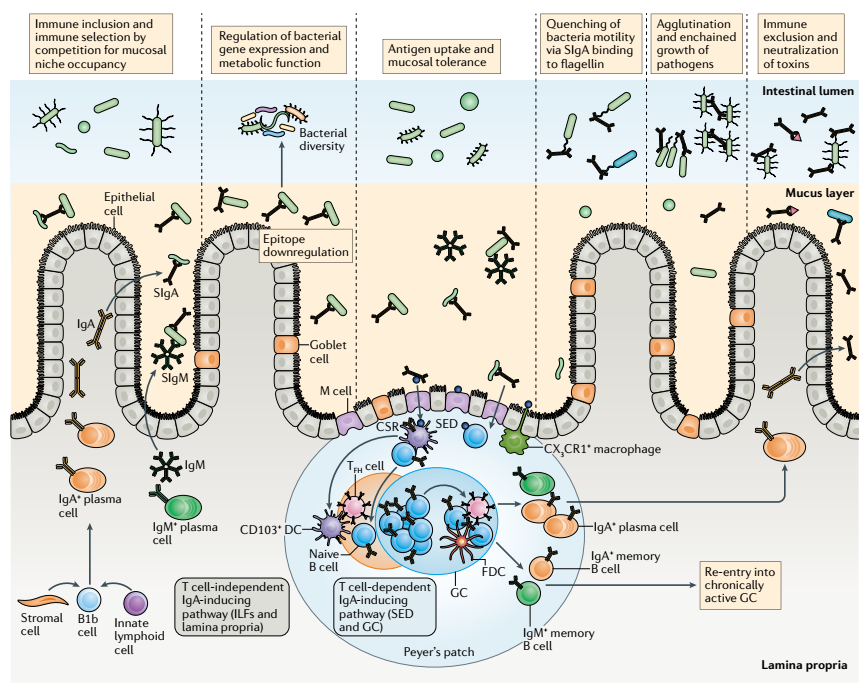 Immune inclusion and
immune selection by
competition for mucosal
niche occupancy
Regulation of bacterial
gene expression and
metabolic function
Antigen uptake and
mucosal tolerance
Quenching of
bacteria motility
via SIgA binding
to flagellin
Agglutination
and enchained
growth of
pathogens
Immune
exclusion and
neutralization
of toxins
Intestinal lumen
Bacterial
diversity
Mucus layer
Epithelial
cell
Epitope
downregulation
SIgA
IgA
SIgM
Goblet
cell
M cell
CSR
SED
CX₃CR1⁺ macrophage
IgM
T_FH cell
IgA⁺ plasma
cell
IgM⁺ plasma
cell
CD103⁺ DC
Naive
B cell
IgA⁺ plasma cell
FDC
GC
IgA⁺ memory
B cell
Re-entry into
chronically
active GC
T cell-independent
IgA-inducing
pathway (ILFs and
lamina propria)
T cell-dependent
IgA-inducing
pathway (SED
and GC)
Stromal
cell
B1b
cell
Innate
lymphoid
cell
IgM⁺ memory
B cell
Peyer's patch
Lamina propria